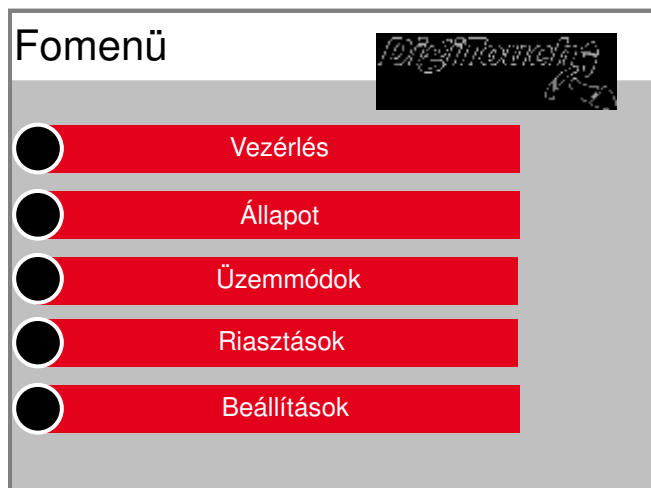 Fomenü
DigiTouch
Vezérlés
Állapot
Üzemmódok
Riasztások
Beállítások